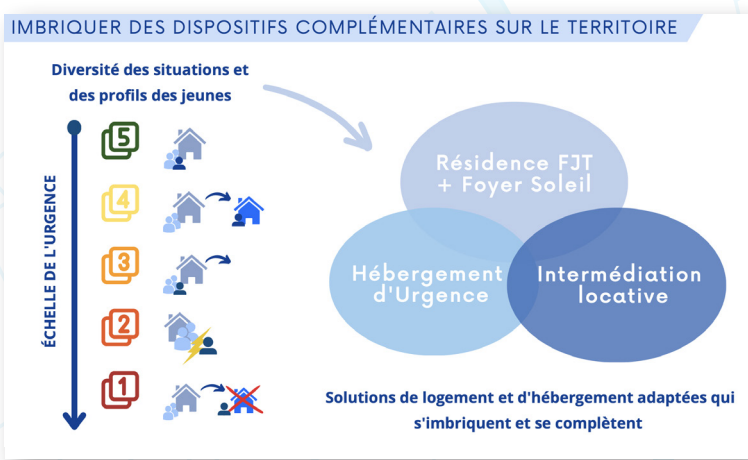 IMBRIQUER DES DISPOSITIFS COMPLÉMENTAIRES SUR LE TERRITOIRE
Diversité des situations et
des profils des jeunes
ÉCHELLE DE L'URGENCE
5
4
3
2
1
Résidence FJT
+ Foyer Soleil
Hébergement
d'Urgence
Intermédiation
locative
Solutions de logement et d'hébergement adaptées qui
s'imbriquent et se complètent